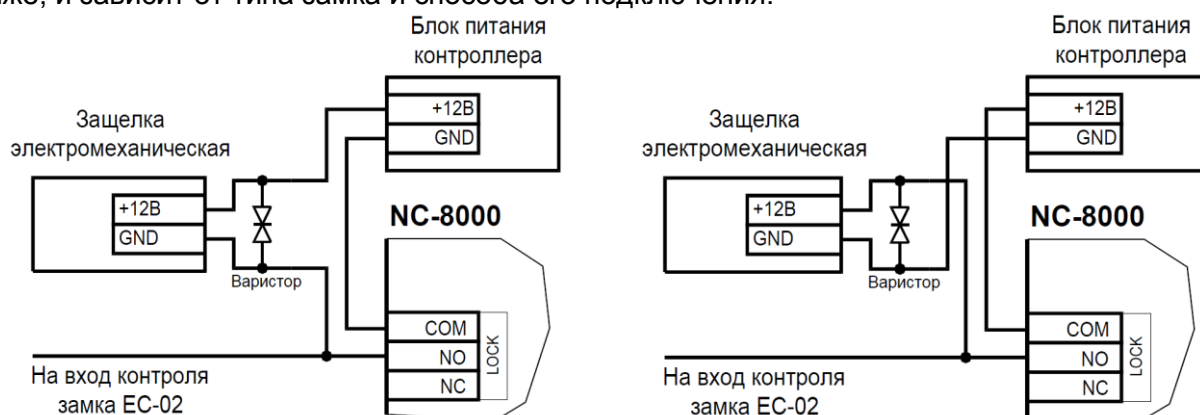 же, и зависит от типа замка и способа его подключения.
Блок питания
контроллера
+12В
GND
Защелка
электромеханическая
+12В
GND
Варистор
NC-8000
COM
NO
NC
LOCK
На вход контроля
замка ЕС-02
Блок питания
контроллера
+12В
GND
Защелка
электромеханическая
+12В
GND
Варистор
NC-8000
COM
NO
NC
LOCK
На вход контроля
замка ЕС-02